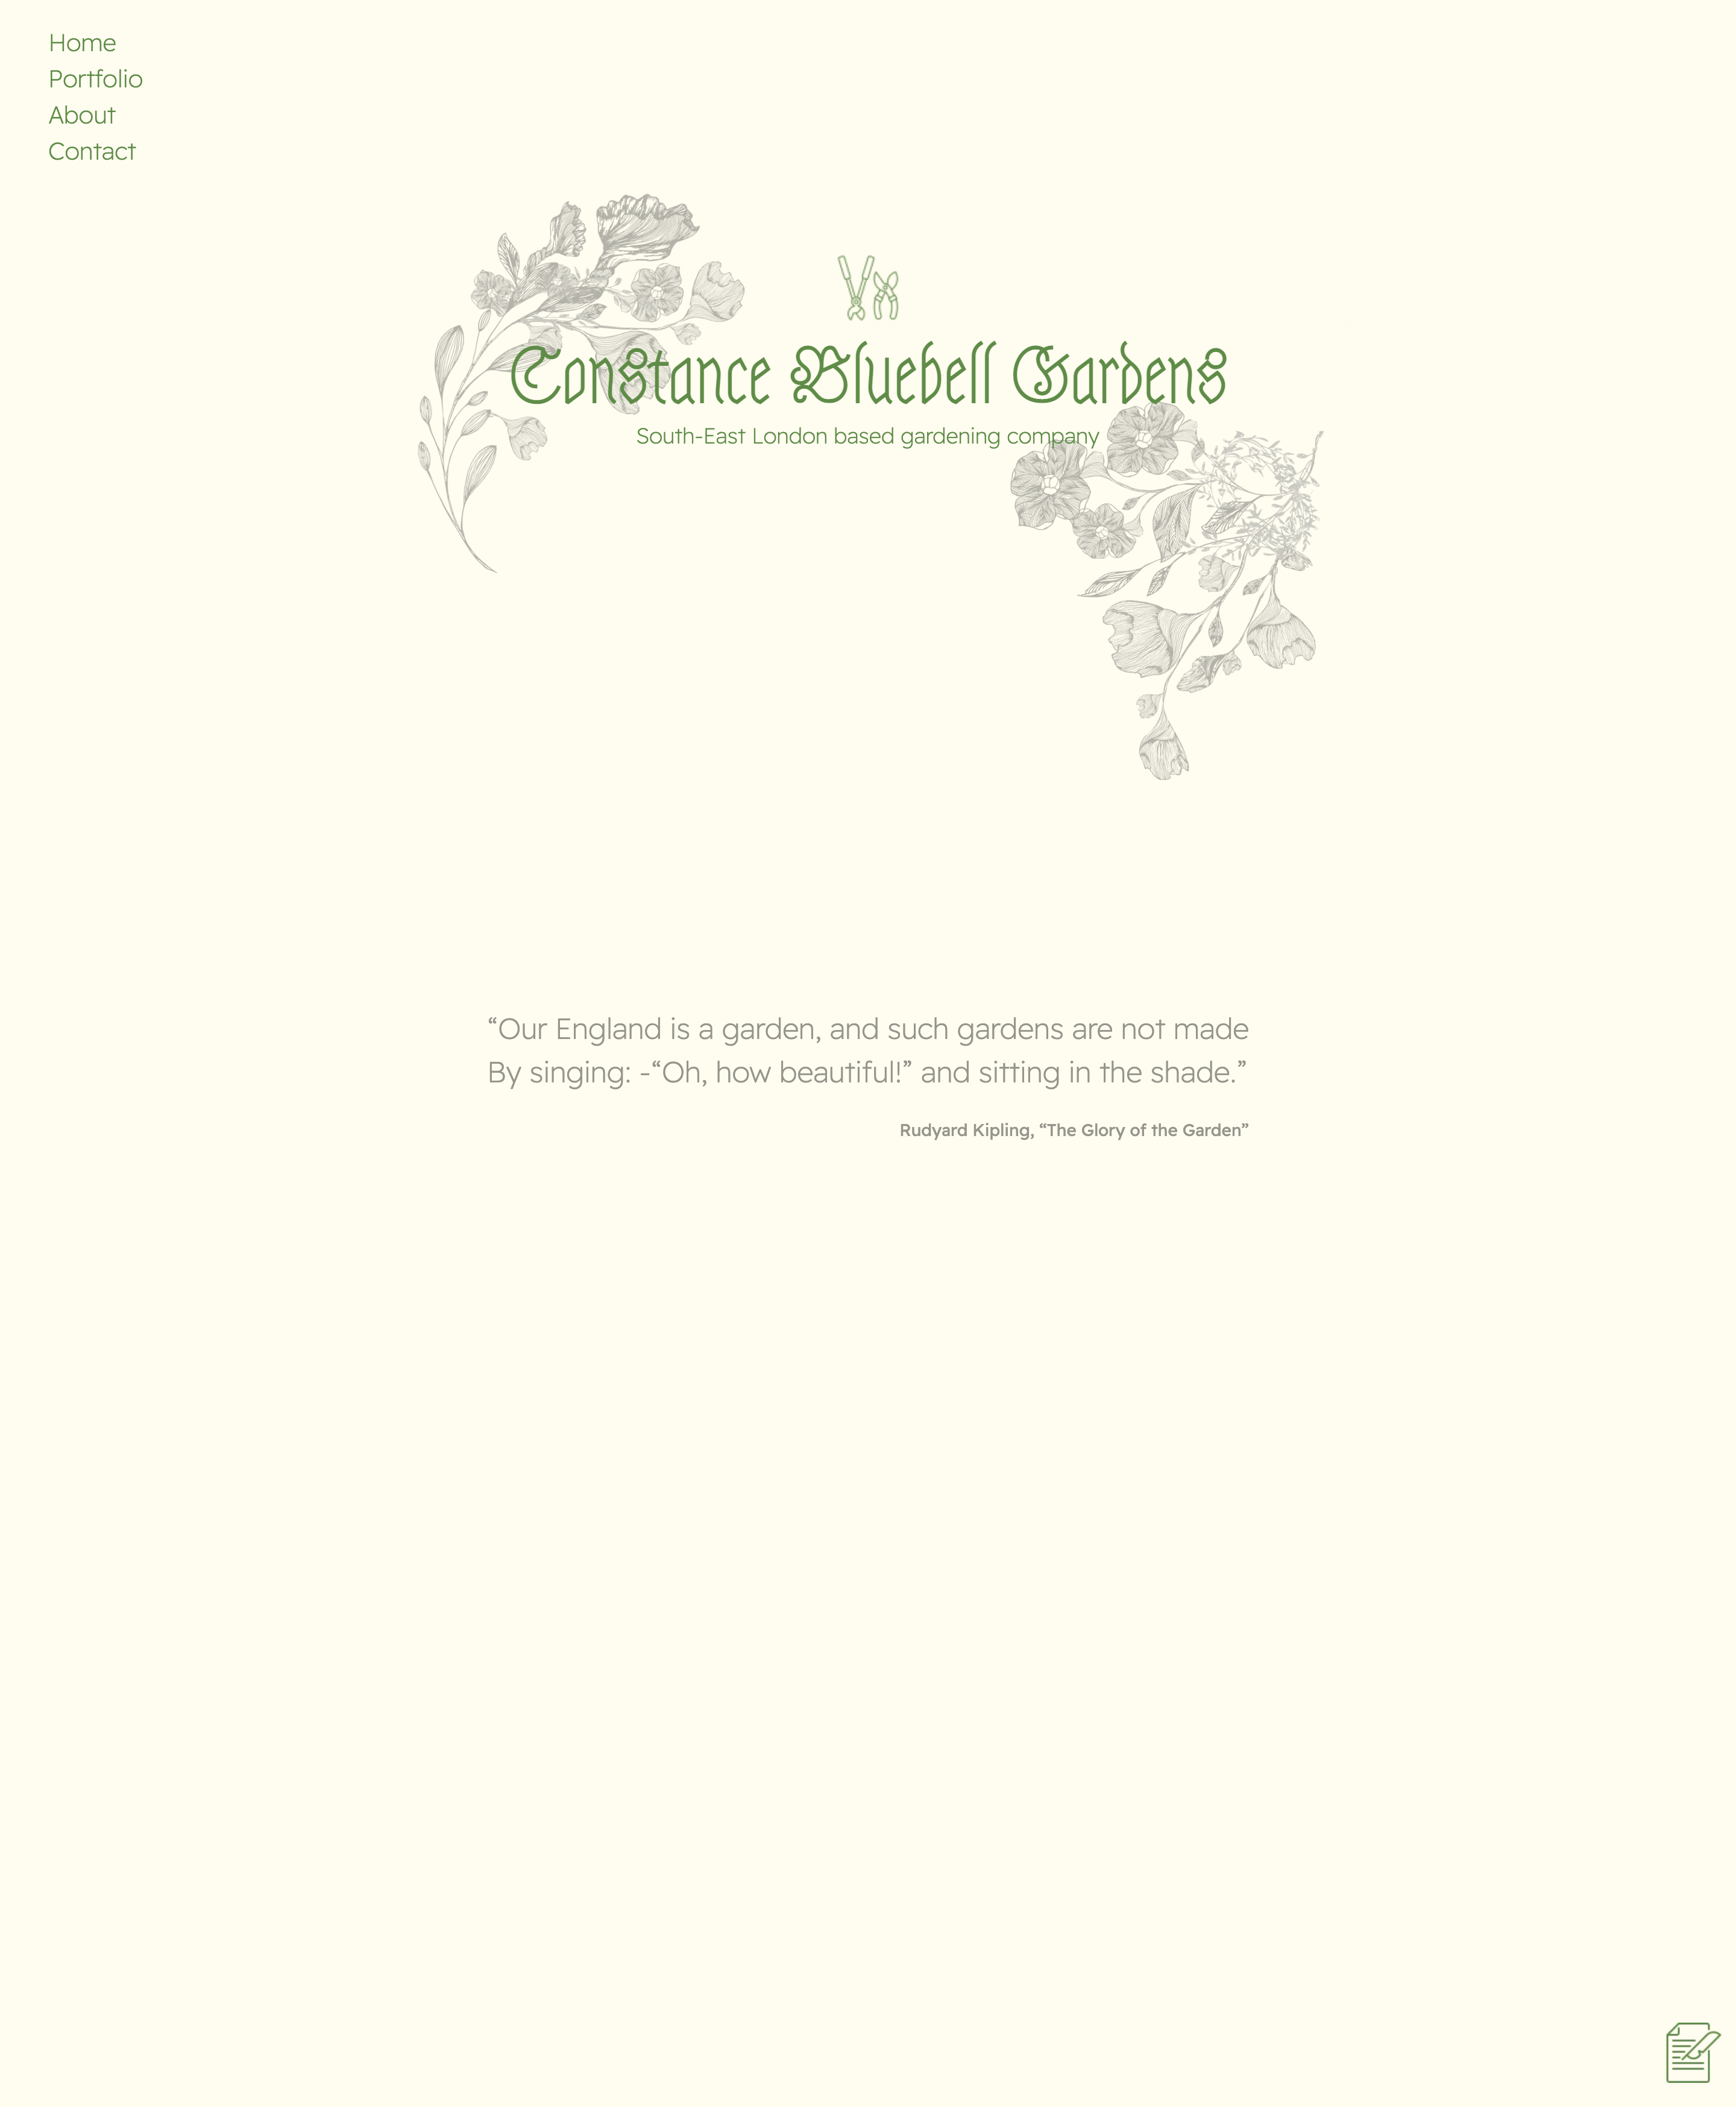 Home
Portfolio
About
Contact
Constance Bluebell Gardens
South-East London based gardening company
“Our England is a garden, and such gardens are not made
By singing: -“Oh, how beautiful!” and sitting in the shade.”
Rudyard Kipling, “The Glory of the Garden”